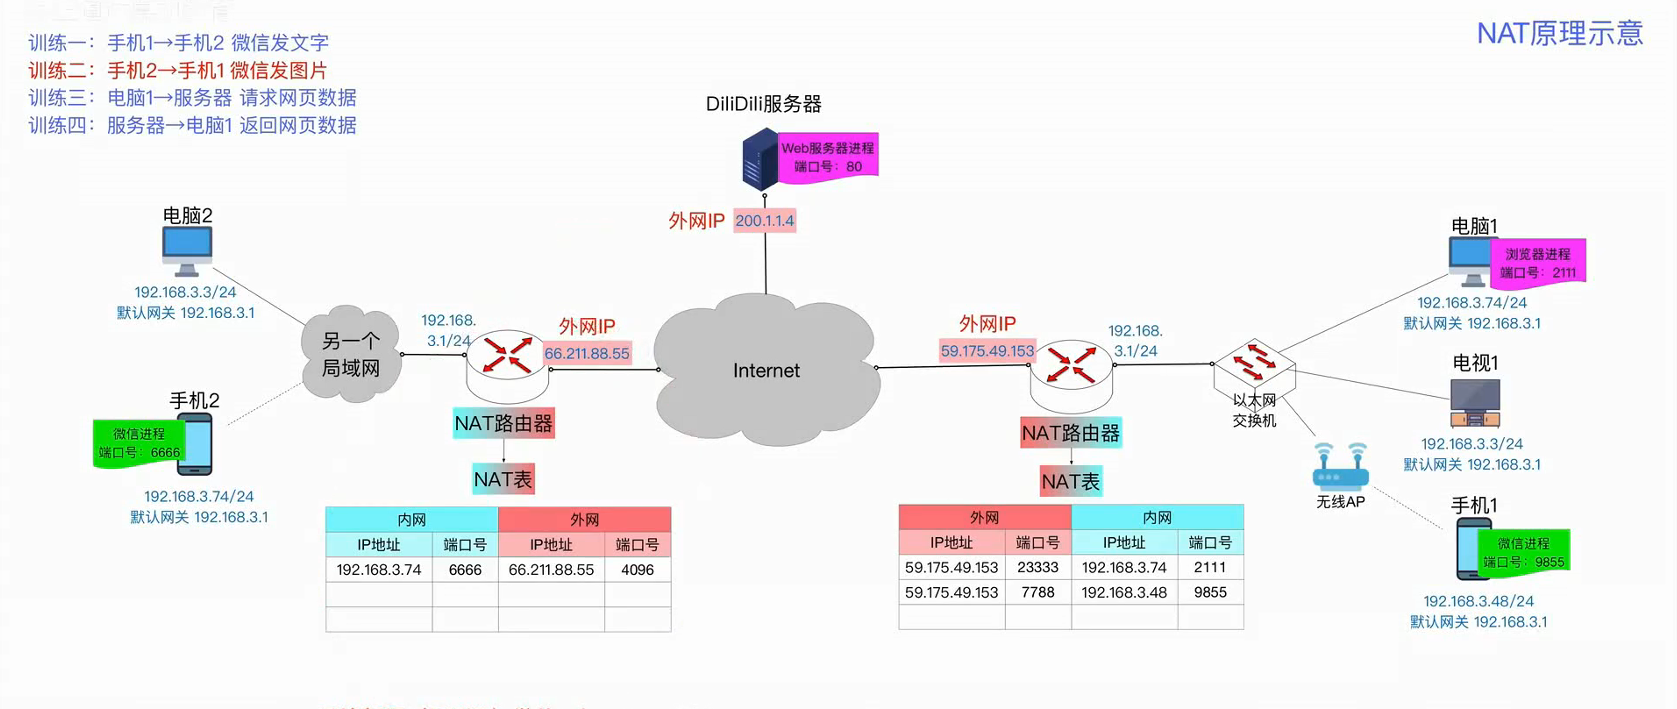 NAT原理示意
训练一：手机1→手机2 微信发文字
训练二：手机2→手机1 微信发图片
训练三：电脑1→服务器 请求网页数据
训练四：服务器→电脑1 返回网页数据
DiliDili服务器
Web服务器进程
端口号：80
外网IP 200.1.1.4
电脑2
192.168.3.3/24
默认网关 192.168.3.1
另一个
局域网
手机2
微信进程
端口号：6666
192.168.3.74/24
默认网关 192.168.3.1
192.168.
3.1/24
外网IP
66.211.88.55
NAT路由器
NAT表
内网 外网
IP地址 端口号 IP地址 端口号
192.168.3.74 6666 66.211.88.55 4096
Internet
外网IP
59.175.49.153
192.168.
3.1/24
NAT路由器
NAT表
外网 内网
IP地址 端口号 IP地址 端口号
59.175.49.153 23333 192.168.3.74 2111
59.175.49.153 7788 192.168.3.48 9855
以太网
交换机
电脑1
浏览器进程
端口号：2111
192.168.3.74/24
默认网关 192.168.3.1
电视1
192.168.3.3/24
默认网关 192.168.3.1
无线AP
手机1
微信进程
端口号：9855
192.168.3.48/24
默认网关 192.168.3.1